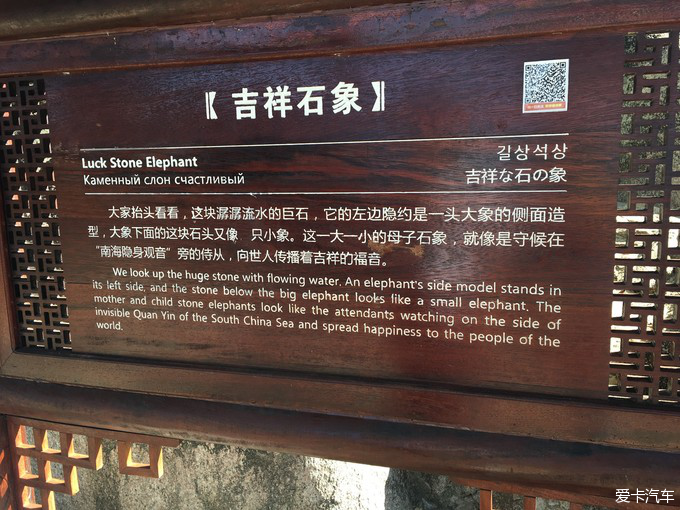 【吉祥石象】
Luck Stone Elephant
길상석상
Каменный слон счастливый
吉祥な石の象
大家抬头看看，这块潺潺流水的巨石，它的左边隐约是一头大象的侧面造
型，大象下面的这块石头又像 只小象。这一大一小的母子石象，就像是守候在
“南海隐身观音”旁的侍从，向世人传播着吉祥的福音。
We look up the huge stone with flowing water. An elephant's side model stands in
its left side, and the stone below the big elephant looks like a small elephant. The
mother and child stone elephants look like the attendants watching on the side of
invisible Quan Yin of the South China Sea and spread happiness to the people of the
world.
爱卡汽车
爱卡汽车